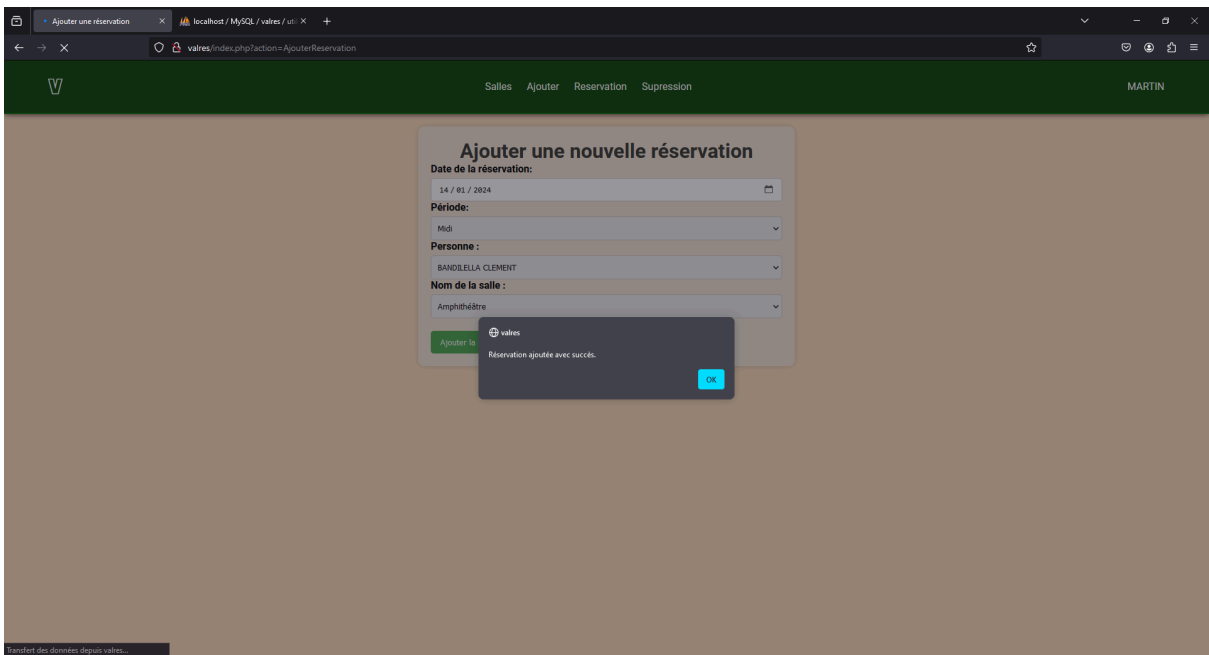 Ajouter une réservation
localhost / MySQL / valres / uti
valres/index.php?action=AjouterReservation
V
Salles Ajouter Reservation Supression
MARTIN
Ajouter une nouvelle réservation
Date de la réservation:
14 / 01 / 2024
Période:
Midi
Personne :
BANDILELLA CLEMENT
Nom de la salle :
Amphithéâtre
Ajouter la
valres
Réservation ajoutée avec succés.
OK
Transfert des données depuis valres...